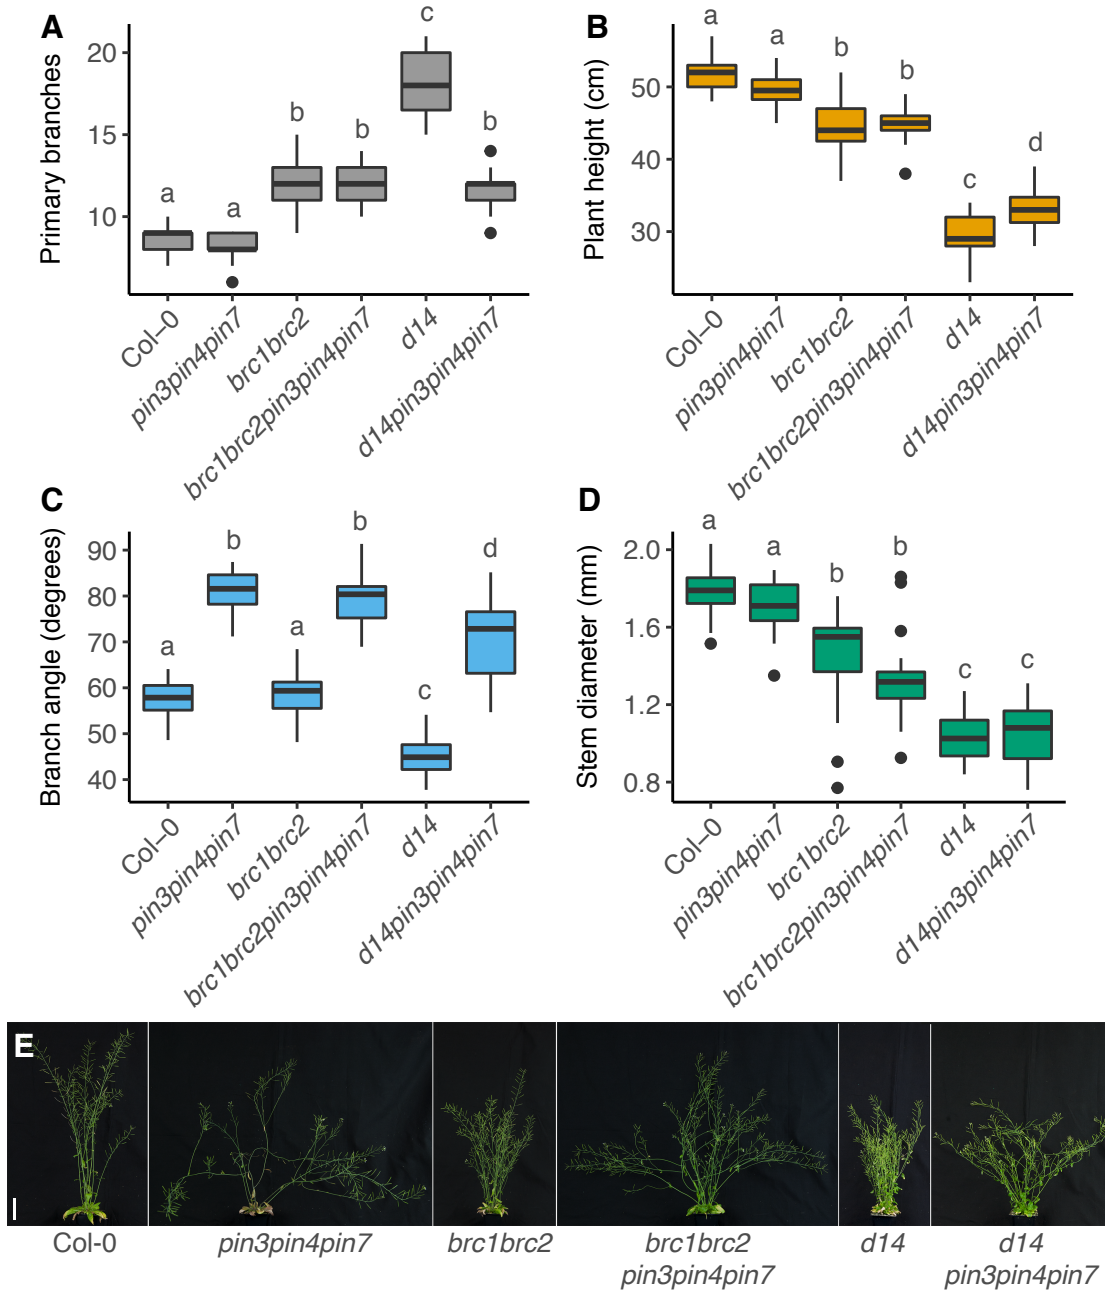 A
Primary branches
20
15
10
a
a
b
b
c
b
Col−0
pin3pin4pin7
brc1brc2
brc1brc2pin3pin4pin7
d14
d14pin3pin4pin7
B
Plant height (cm)
50
40
30
a
a
b
b
c
d
Col−0
pin3pin4pin7
brc1brc2
brc1brc2pin3pin4pin7
d14
d14pin3pin4pin7
C
Branch angle (degrees)
90
80
70
60
50
40
a
b
a
b
c
d
Col−0
pin3pin4pin7
brc1brc2
brc1brc2pin3pin4pin7
d14
d14pin3pin4pin7
D
Stem diameter (mm)
2.0
1.6
1.2
0.8
a
a
b
b
c
c
Col−0
pin3pin4pin7
brc1brc2
brc1brc2pin3pin4pin7
d14
d14pin3pin4pin7
E
Col-0
pin3pin4pin7
brc1brc2
brc1brc2
pin3pin4pin7
d14
d14
pin3pin4pin7